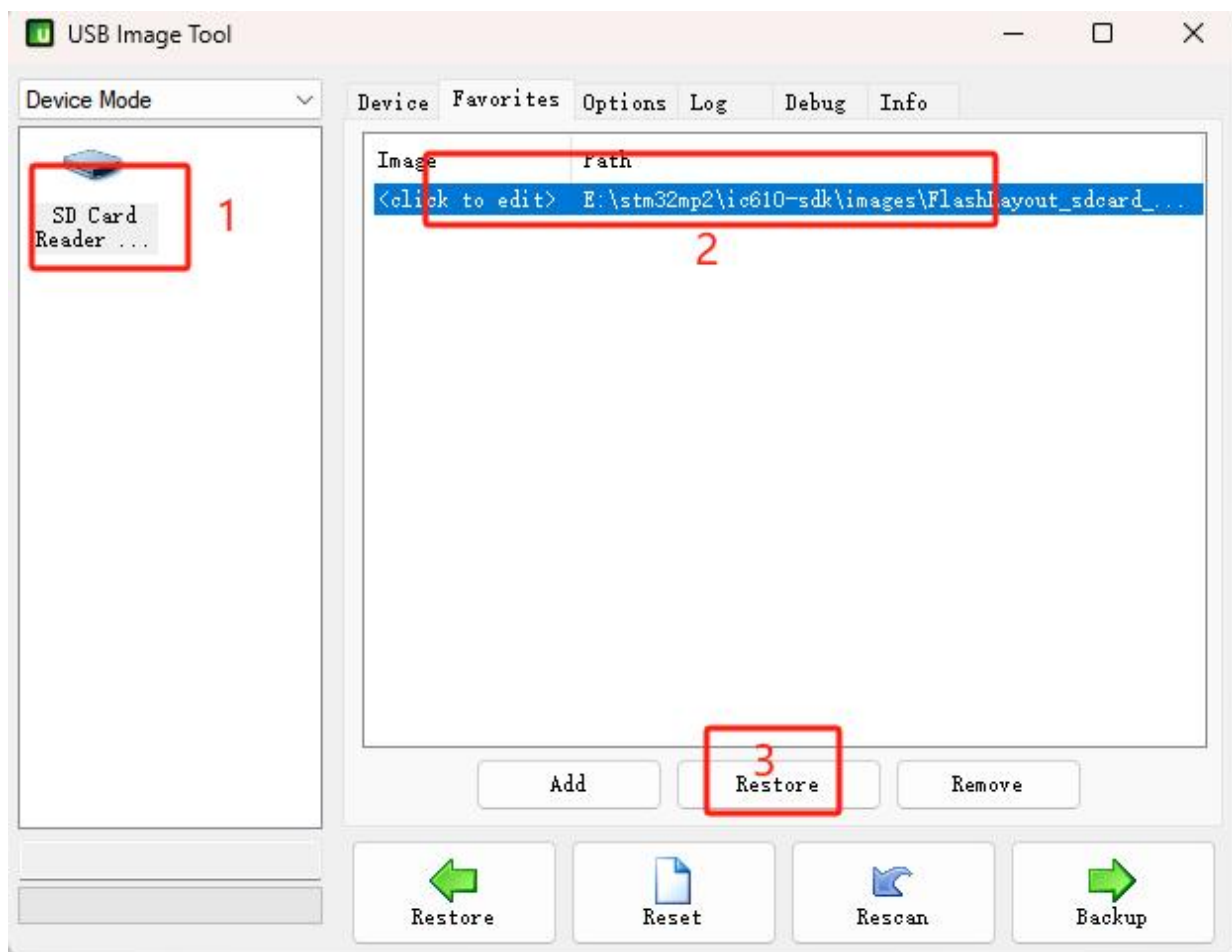 USB Image Tool
Device Mode
Device Favorites Options Log Debug Info
Image Path
<click to edit> E:\stm32mp2\ic610-sdk\images\FlashLayout_sdcard_...
SD Card
Reader ...
1
2
3
Add Restore Remove
Restore Reset Rescan Backup